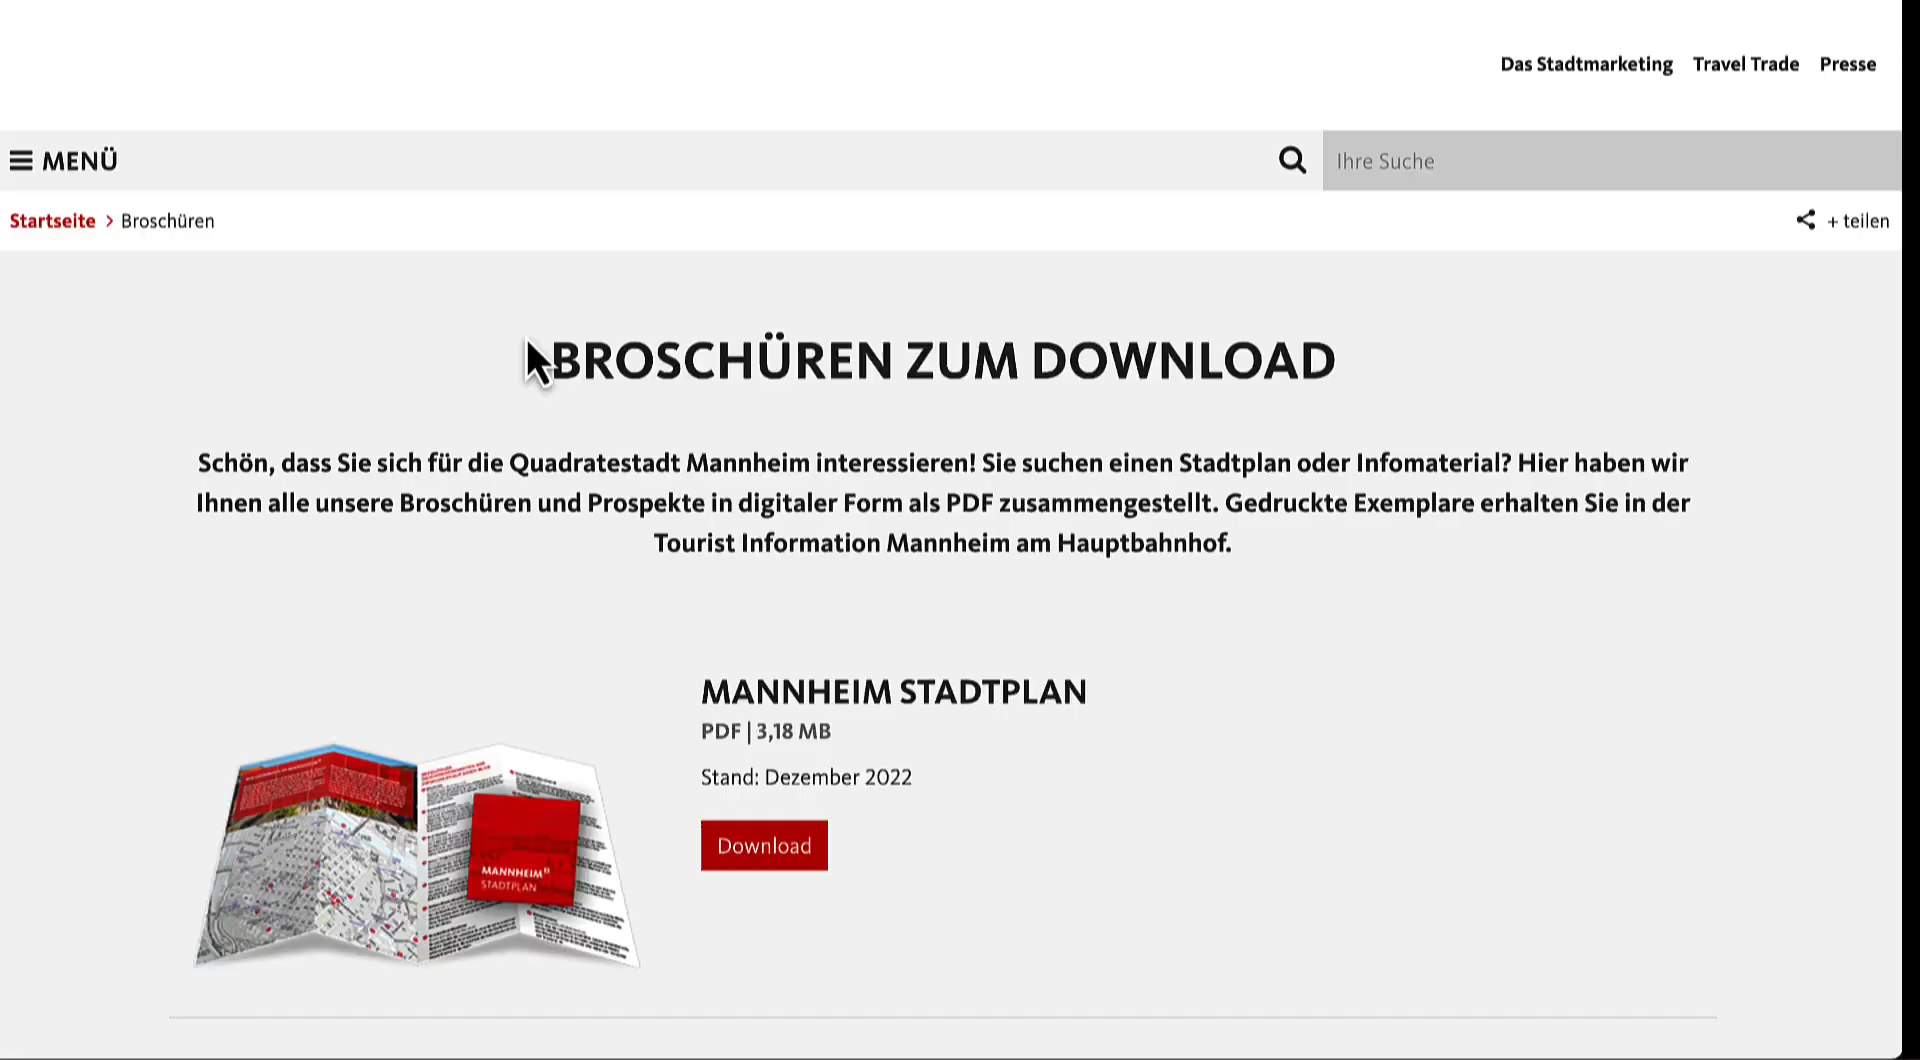 Das Stadtmarketing Travel Trade Presse
MENÜ
Ihre Suche
Startseite > Broschüren
+ teilen
BROSCHÜREN ZUM DOWNLOAD
Schön, dass Sie sich für die Quadratestadt Mannheim interessieren! Sie suchen einen Stadtplan oder Infomaterial? Hier haben wir
Ihnen alle unsere Broschüren und Prospekte in digitaler Form als PDF zusammengestellt. Gedruckte Exemplare erhalten Sie in der
Tourist Information Mannheim am Hauptbahnhof.
MANNHEIM STADTPLAN
PDF | 3,18 MB
Stand: Dezember 2022
Download
MANNHEIM²
STADTPLAN